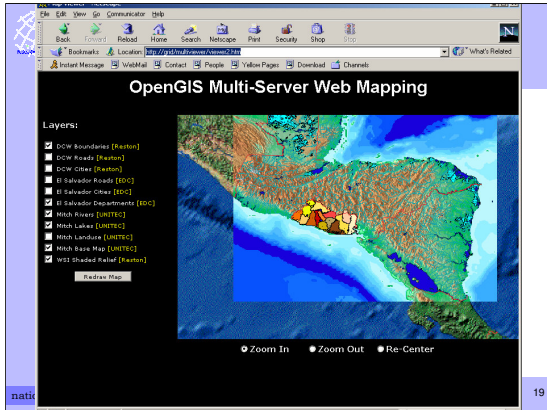 File Edit View Go Communicator Help
Back Forward Reload Home Search Netscape Print Security Shop Stop
Bookmarks Location: http://grid/multiviewer/viewer2.htm What's Related
Instant Message WebMail Contact People Yellow Pages Download Channels
OpenGIS Multi-Server Web Mapping
Layers:
DCW Boundaries [Reston]
DCW Roads [Reston]
DCW Cities [Reston]
El Salvador Roads [EDC]
El Salvador Cities [EDC]
El Salvador Departments [EDC]
Mitch Rivers [UNITEC]
Mitch Lakes [UNITEC]
Mitch Landuse [UNITEC]
Mitch Base Map [UNITEC]
WSI Shaded Relief [Reston]
Redraw Map
Zoom In Zoom Out Re-Center
19